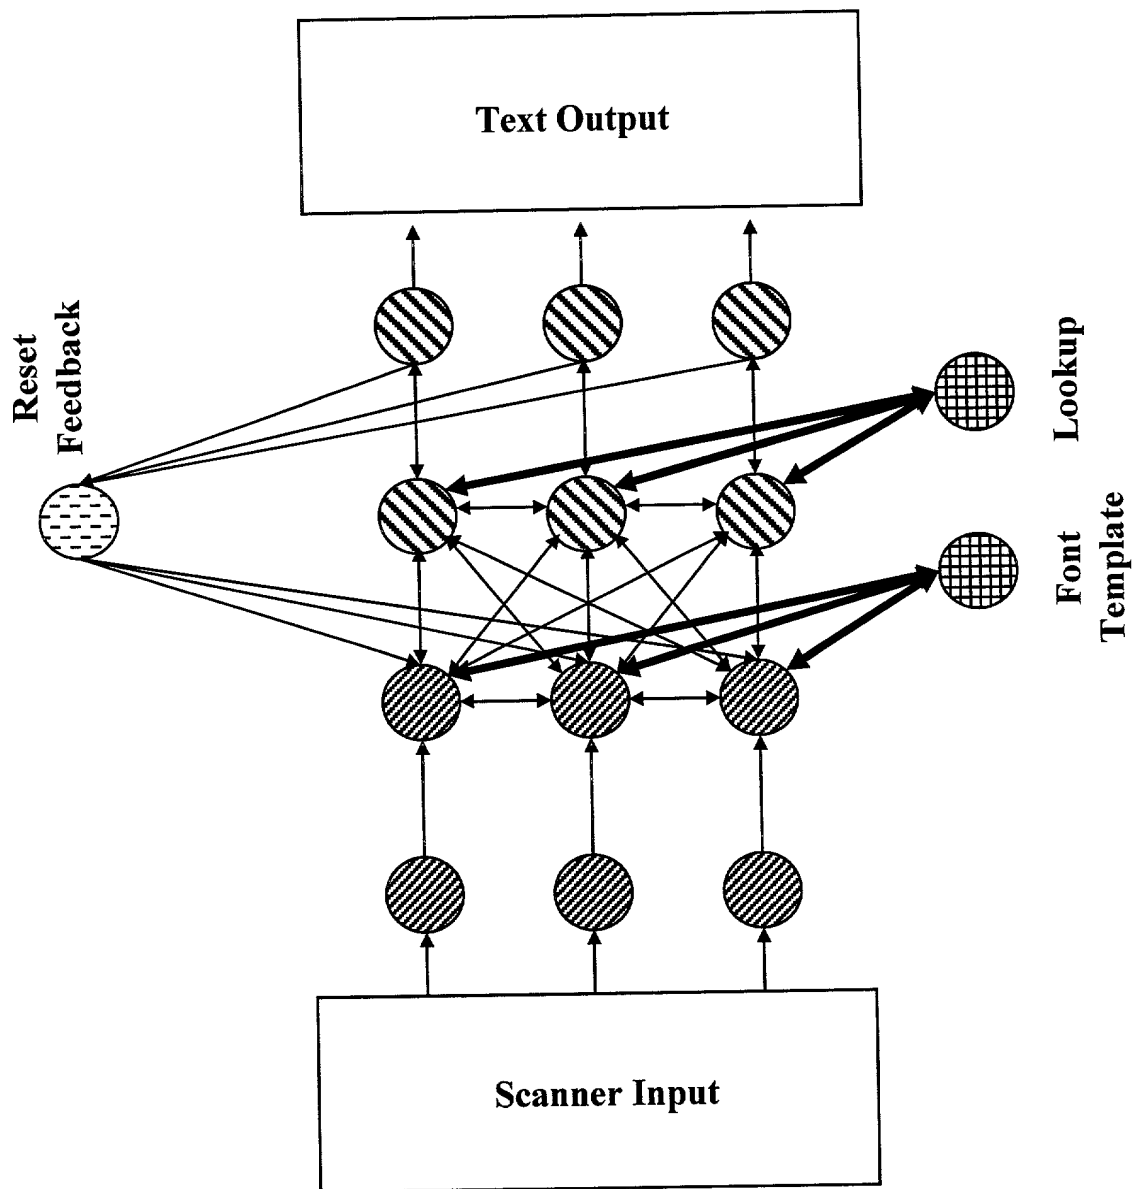 Text Output
Reset
Feedback
Lookup
Font
Template
Scanner Input